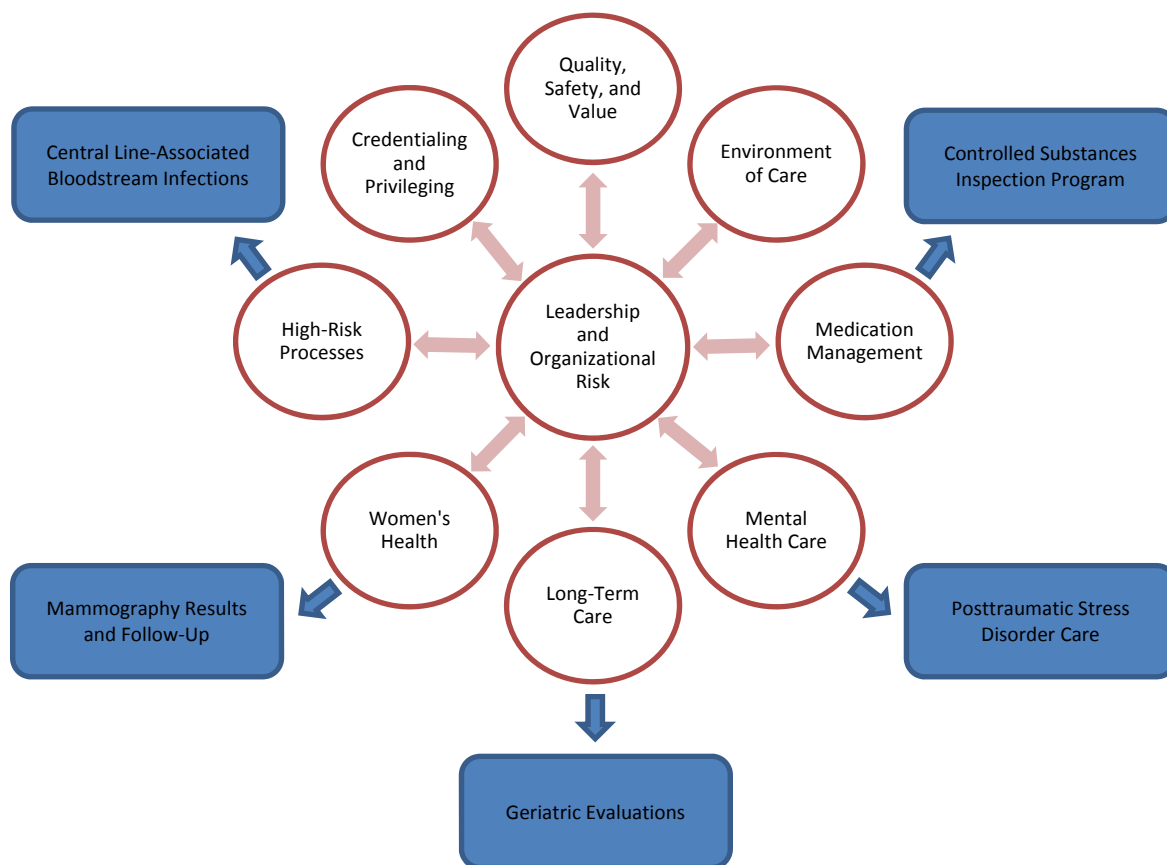 Quality,
Safety, and
Value
Credentialing
and
Privileging
Environment
of Care
Central Line-Associated
Bloodstream Infections
Controlled Substances
Inspection Program
High-Risk
Processes
Leadership
and
Organizational
Risk
Medication
Management
Women's
Health
Mental
Health Care
Long-Term
Care
Mammography Results
and Follow-Up
Posttraumatic Stress
Disorder Care
Geriatric Evaluations